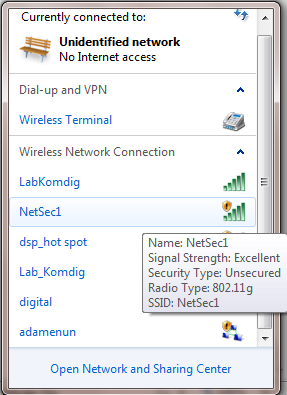 Currently connected to:
Unidentified network
No Internet access
Dial-up and VPN
Wireless Terminal
Wireless Network Connection
LabKomdig
NetSec1
dsp_hot spot
Name: NetSec1
Signal Strength: Excellent
Security Type: Unsecured
Radio Type: 802.11g
SSID: NetSec1
Lab_Komdig
digital
adamenun
Open Network and Sharing Center